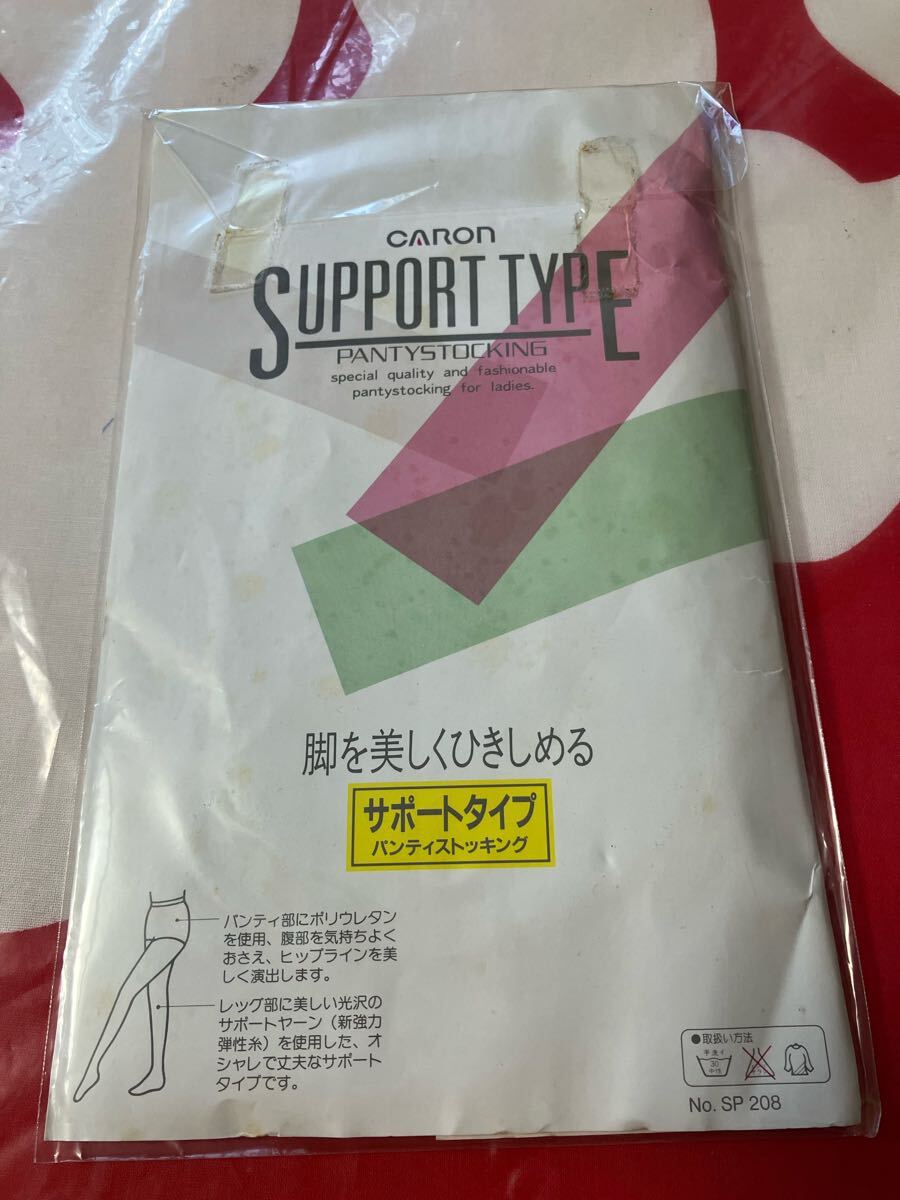 CARON
SUPPORT TYPE
PANTYSTOCKING
special quality and fashionable
pantystocking for ladies.
脚を美しくひきしめる
サポートタイプ
パンティストッキング
パンティ部にポリウレタン
を使用、腹部を気持ちよく
おさえ、ヒップラインを美
しく演出します。
レッグ部に美しい光沢の
サポートヤーン（新強力
弾性糸）を使用した、オ
シャレで丈夫なサポート
タイプです。
●取扱い方法
手洗イ
30
中性
No. SP 208